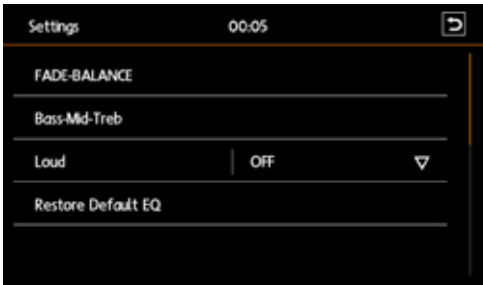 Settings 00:05
FADE-BALANCE
Bass-Mid-Treb
Loud OFF
Restore Default EQ